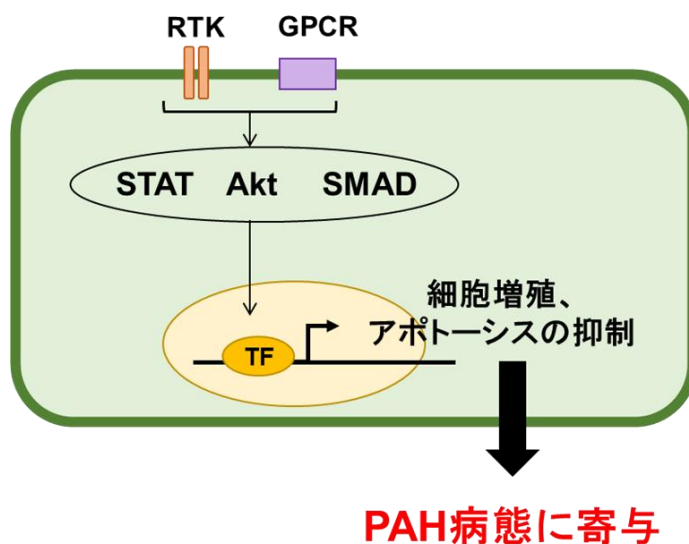 RTK GPCR
STAT Akt SMAD
細胞増殖、
アポトーシスの抑制
TF
PAH病態に寄与